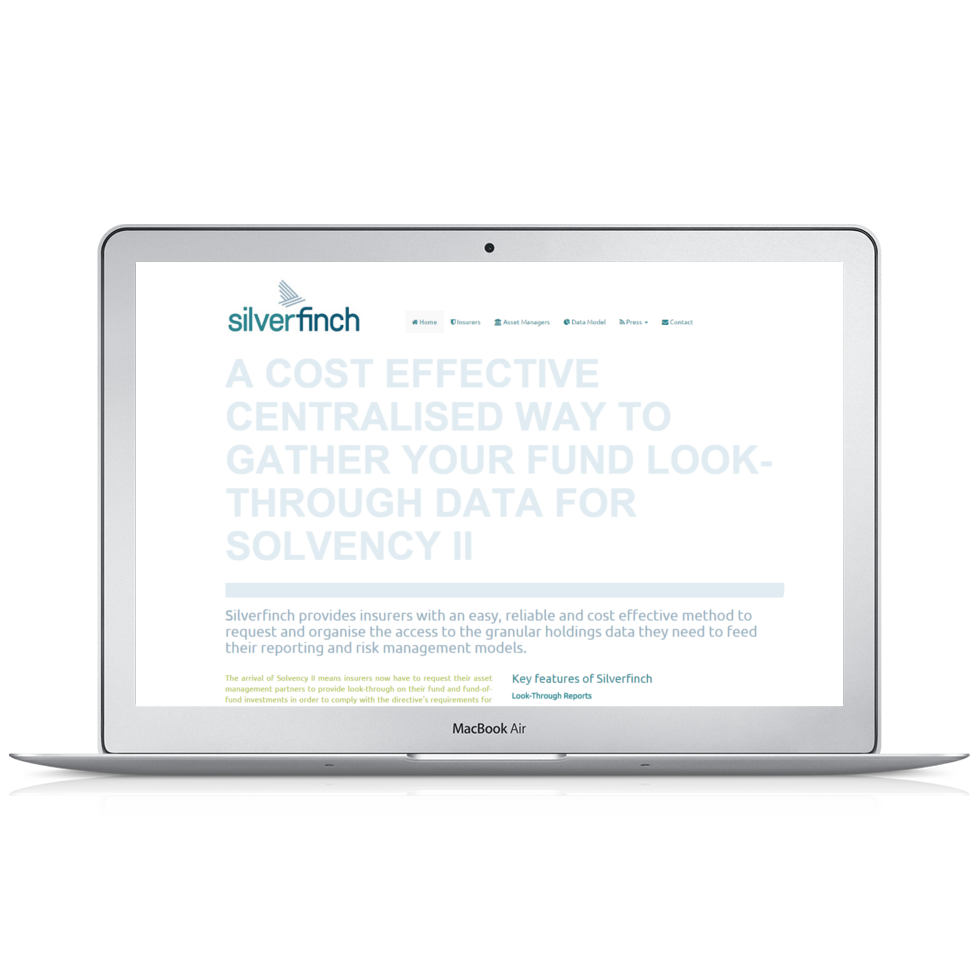 silverfinch
Home Insurers Asset Managers Data Model Press Contact
A COST EFFECTIVE
CENTRALISED WAY TO
GATHER YOUR FUND LOOK-
THROUGH DATA FOR
SOLVENCY II
Silverfinch provides insurers with an easy, reliable and cost effective method to
request and organise the access to the granular holdings data they need to feed
their reporting and risk management models.
The arrival of Solvency II means insurers now have to request their asset
management partners to provide look-through on their fund and fund-of-
fund investments in order to comply with the directive's requirements for
Key features of Silverfinch
Look-Through Reports
MacBook Air